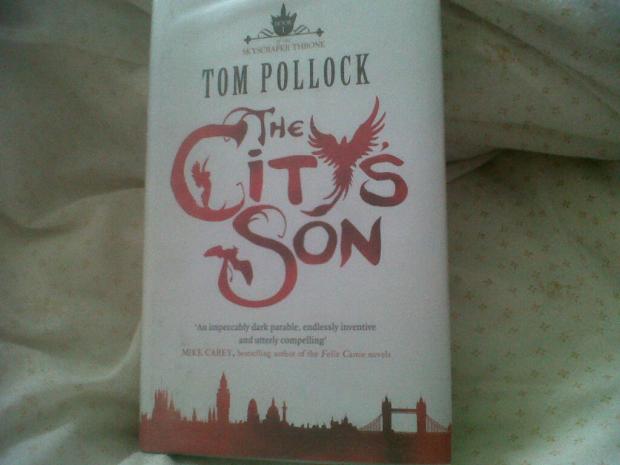 SKYSCRAPER THRONE
TOM POLLOCK
THE
CITY'S
SON
'An impeccably dark parable, endlessly inventive
and utterly compelling'
MIKE CAREY, bestselling author of the Felix Castor novels